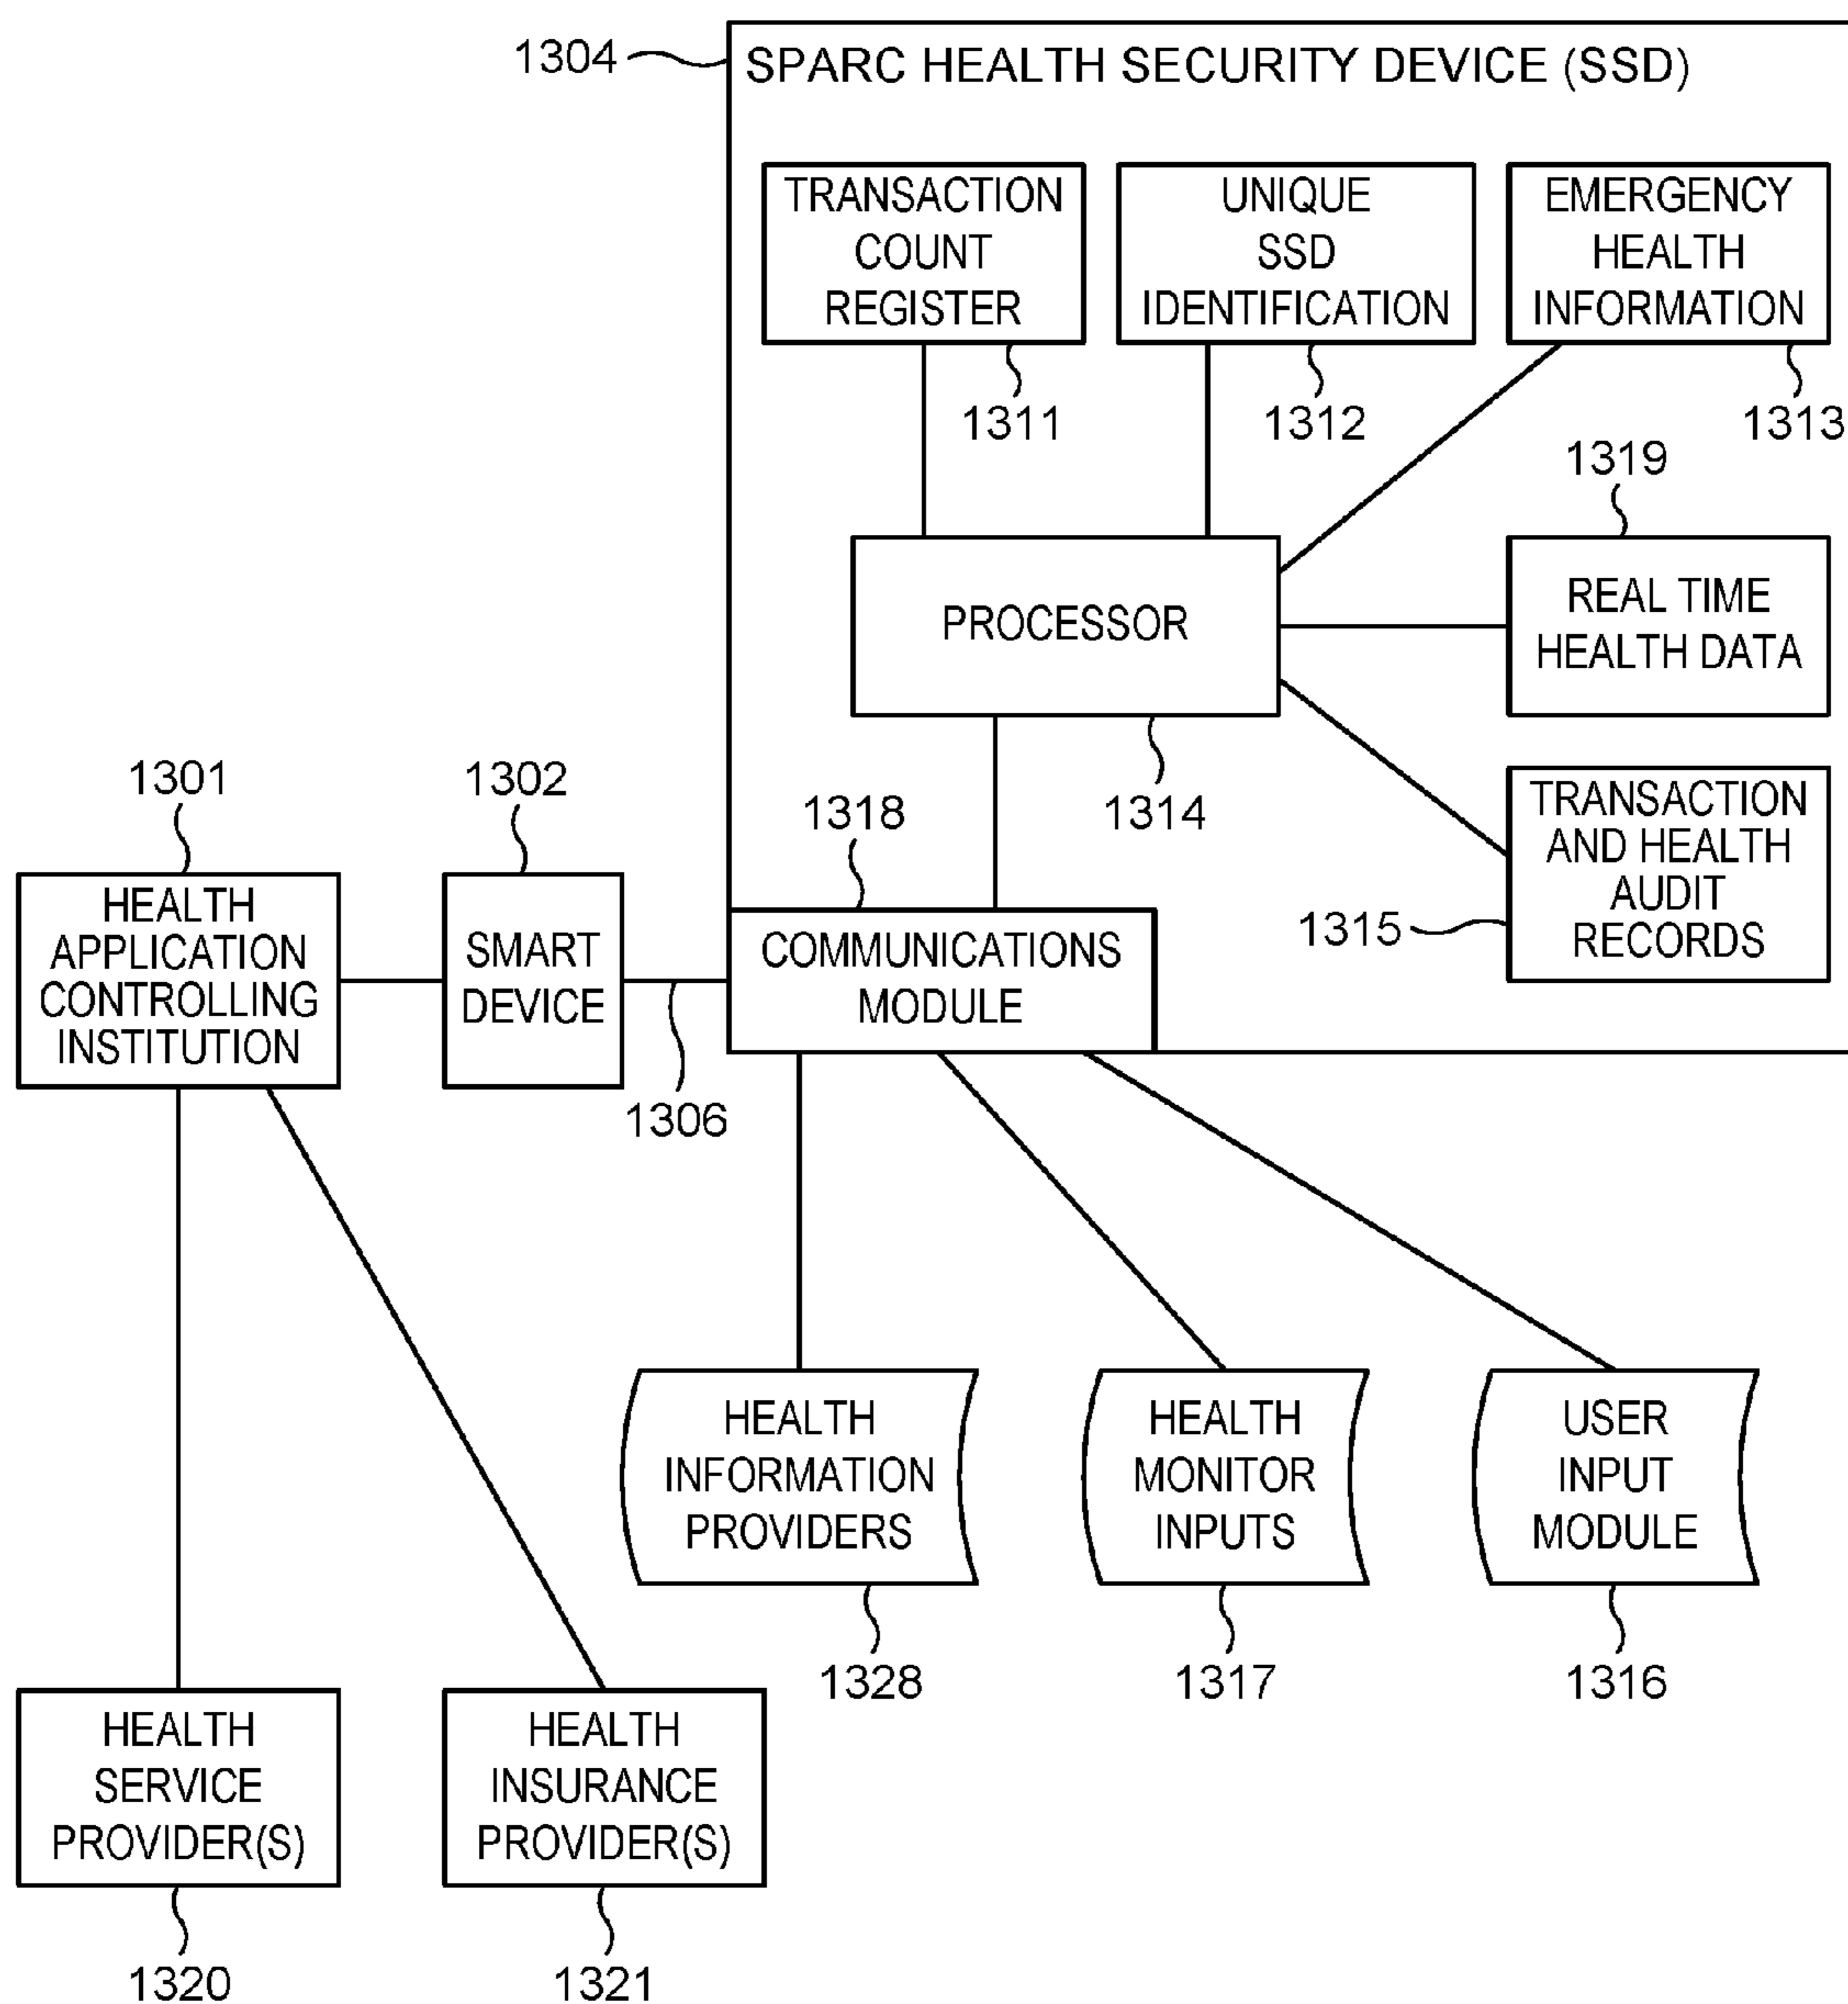 1304
SPARC HEALTH SECURITY DEVICE (SSD)
TRANSACTION
COUNT
REGISTER
1311
UNIQUE
SSD
IDENTIFICATION
1312
EMERGENCY
HEALTH
INFORMATION
1313
1319
REAL TIME
HEALTH DATA
PROCESSOR
1314
TRANSACTION
AND HEALTH
AUDIT
RECORDS
1315
1318
COMMUNICATIONS
MODULE
1301
HEALTH
APPLICATION
CONTROLLING
INSTITUTION
1302
SMART
DEVICE
1306
HEALTH
INFORMATION
PROVIDERS
1328
HEALTH
MONITOR
INPUTS
1317
USER
INPUT
MODULE
1316
HEALTH
SERVICE
PROVIDER(S)
1320
HEALTH
INSURANCE
PROVIDER(S)
1321